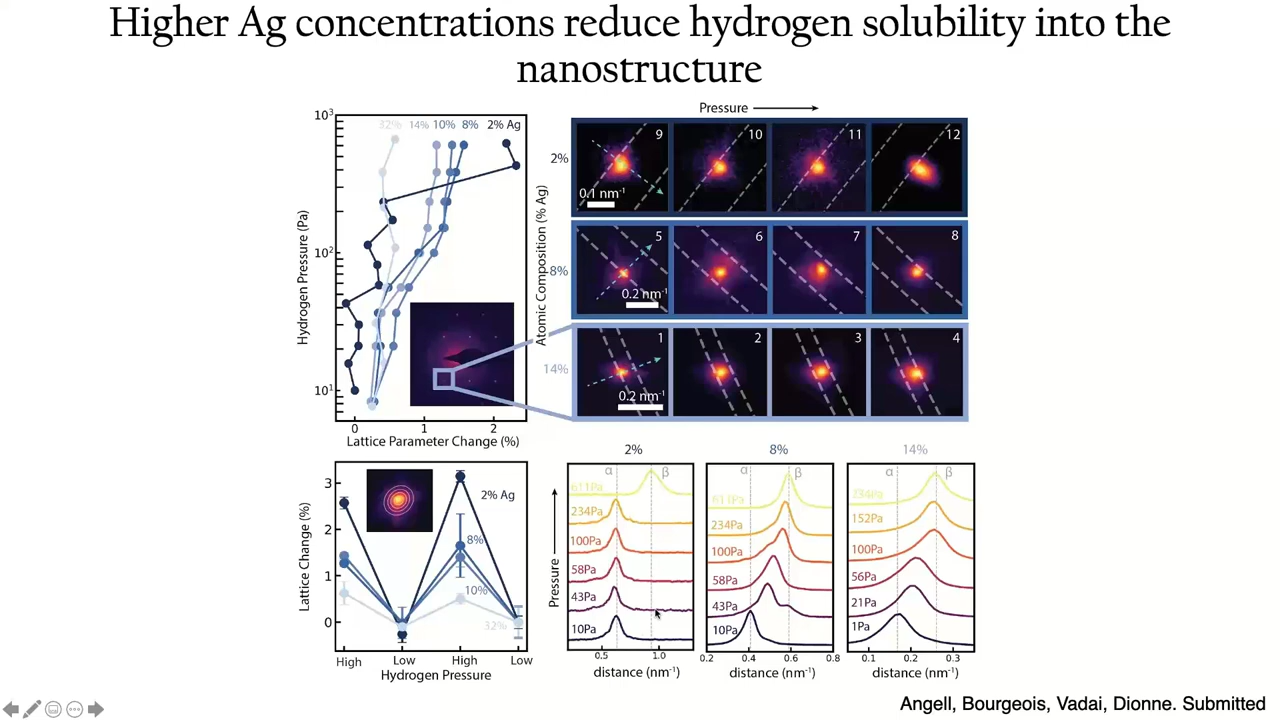 Higher Ag concentrations reduce hydrogen solubility into the
nanostructure
Pressure
10³
32% 14% 10% 8% 2% Ag
10²
10¹
Hydrogen Pressure (Pa)
0 1 2
Lattice Parameter Change (%)
Atomic Composition (% Ag)
2%
9 10 11 12
0.1 nm⁻¹
8%
5 6 7 8
0.2 nm⁻¹
14%
1 2 3 4
0.2 nm⁻¹
Lattice Change (%)
3
2
1
0
2% Ag
8%
10%
32%
High Low High Low
Hydrogen Pressure
Pressure
2%
α β
611Pa
234Pa
100Pa
58Pa
43Pa
10Pa
0.5 1.0
distance (nm⁻¹)
8%
α β
611Pa
234Pa
100Pa
58Pa
43Pa
10Pa
0.2 0.4 0.6 0.8
distance (nm⁻¹)
14%
α β
152Pa
100Pa
56Pa
21Pa
1Pa
0.1 0.2 0.3
distance (nm⁻¹)
Angell, Bourgeois, Vadai, Dionne. Submitted